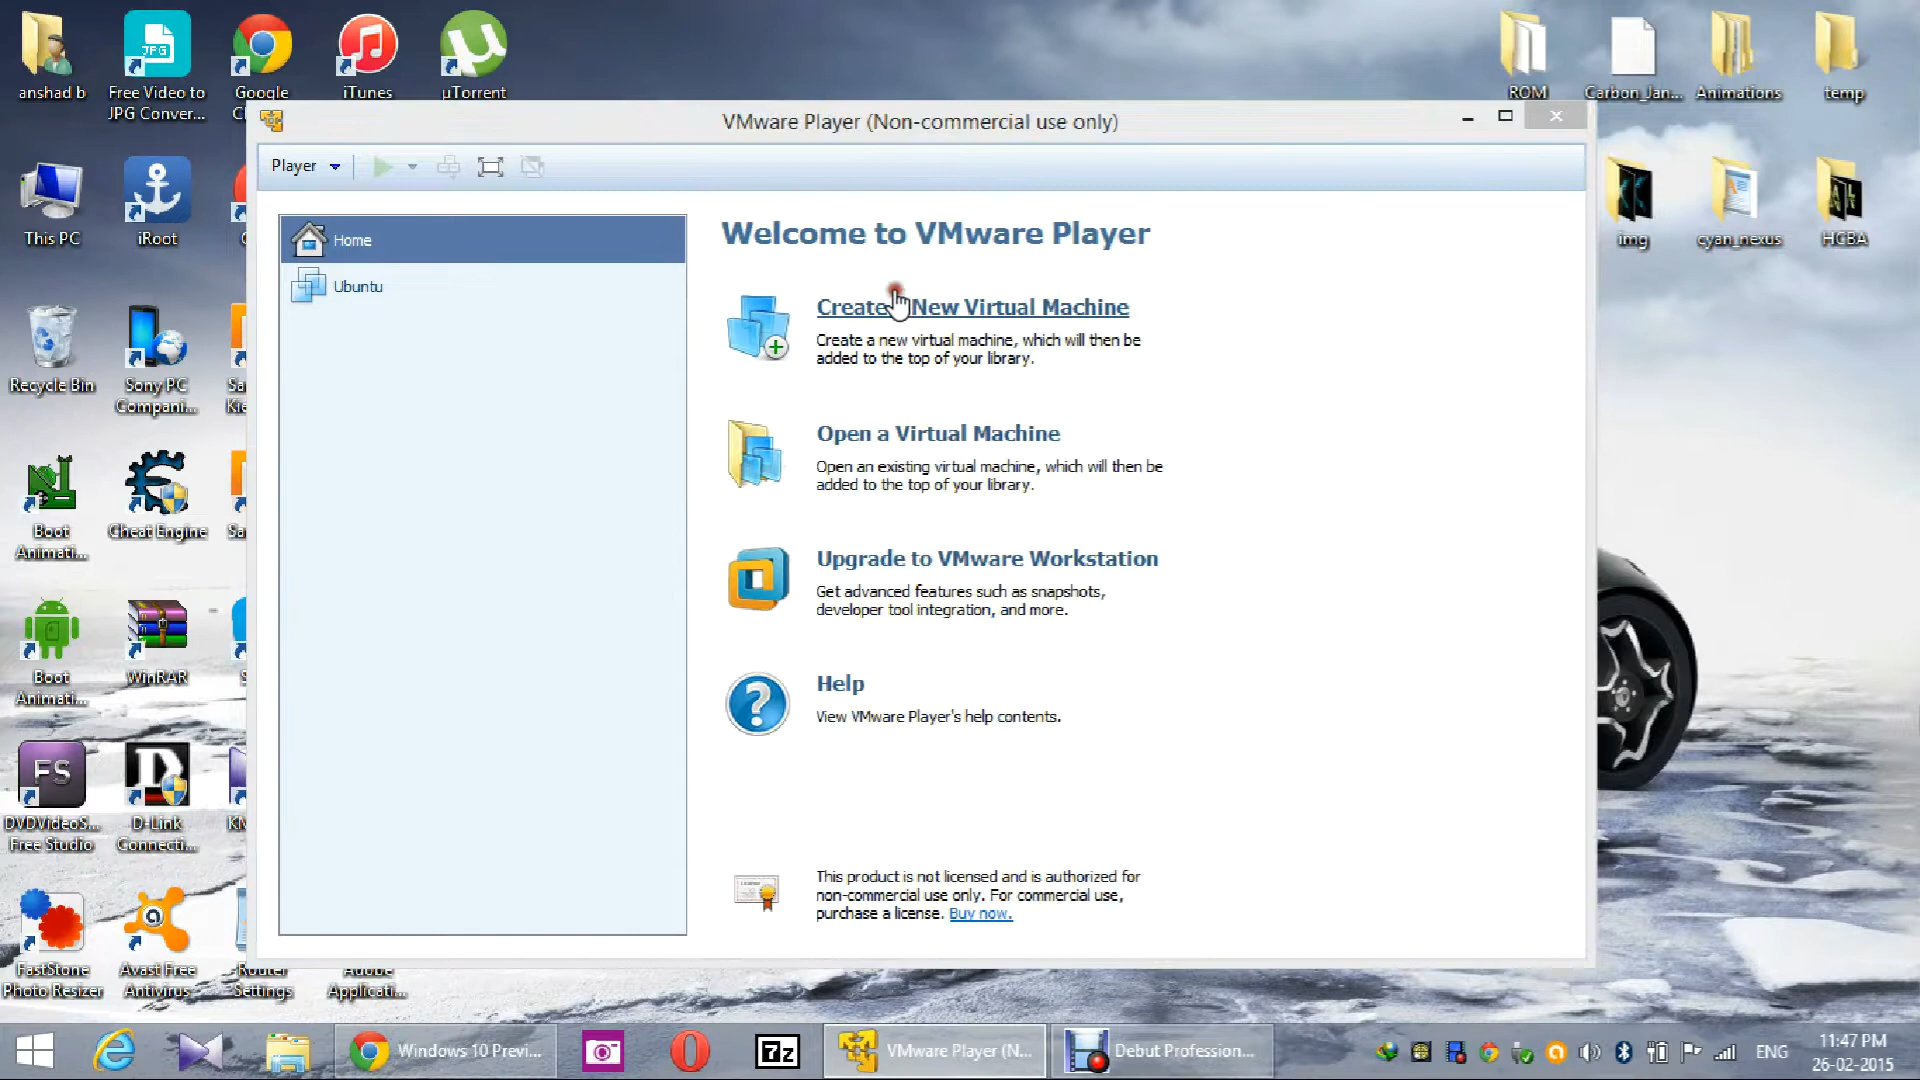 anshad b
Free Video to
JPG Conver...
Google
iTunes
µTorrent
ROM
Carbon_Jan...
Animations
temp
VMware Player (Non-commercial use only)
Player
This PC
iRoot
img
cyan_nexus
HCBA
Home
Ubuntu
Welcome to VMware Player
Create New Virtual Machine
Create a new virtual machine, which will then be
added to the top of your library.
Open a Virtual Machine
Open an existing virtual machine, which will then be
added to the top of your library.
Upgrade to VMware Workstation
Get advanced features such as snapshots,
developer tool integration, and more.
Help
View VMware Player's help contents.
This product is not licensed and is authorized for
non-commercial use only. For commercial use,
purchase a license. Buy now.
Recycle Bin
Sony PC
Compani...
Boot
Animati...
Cheat Engine
Boot
Animati...
WinRAR
FS
DVDVideoS...
Free Studio
D-Link
Connecti...
FastStone
Photo Resizer
Avast Free
Antivirus
Router
Settings
Adobe
Applicati...
Windows 10 Previ...
7z
VMware Player (N...
Debut Profession...
ENG
11:47 PM
26-02-2015